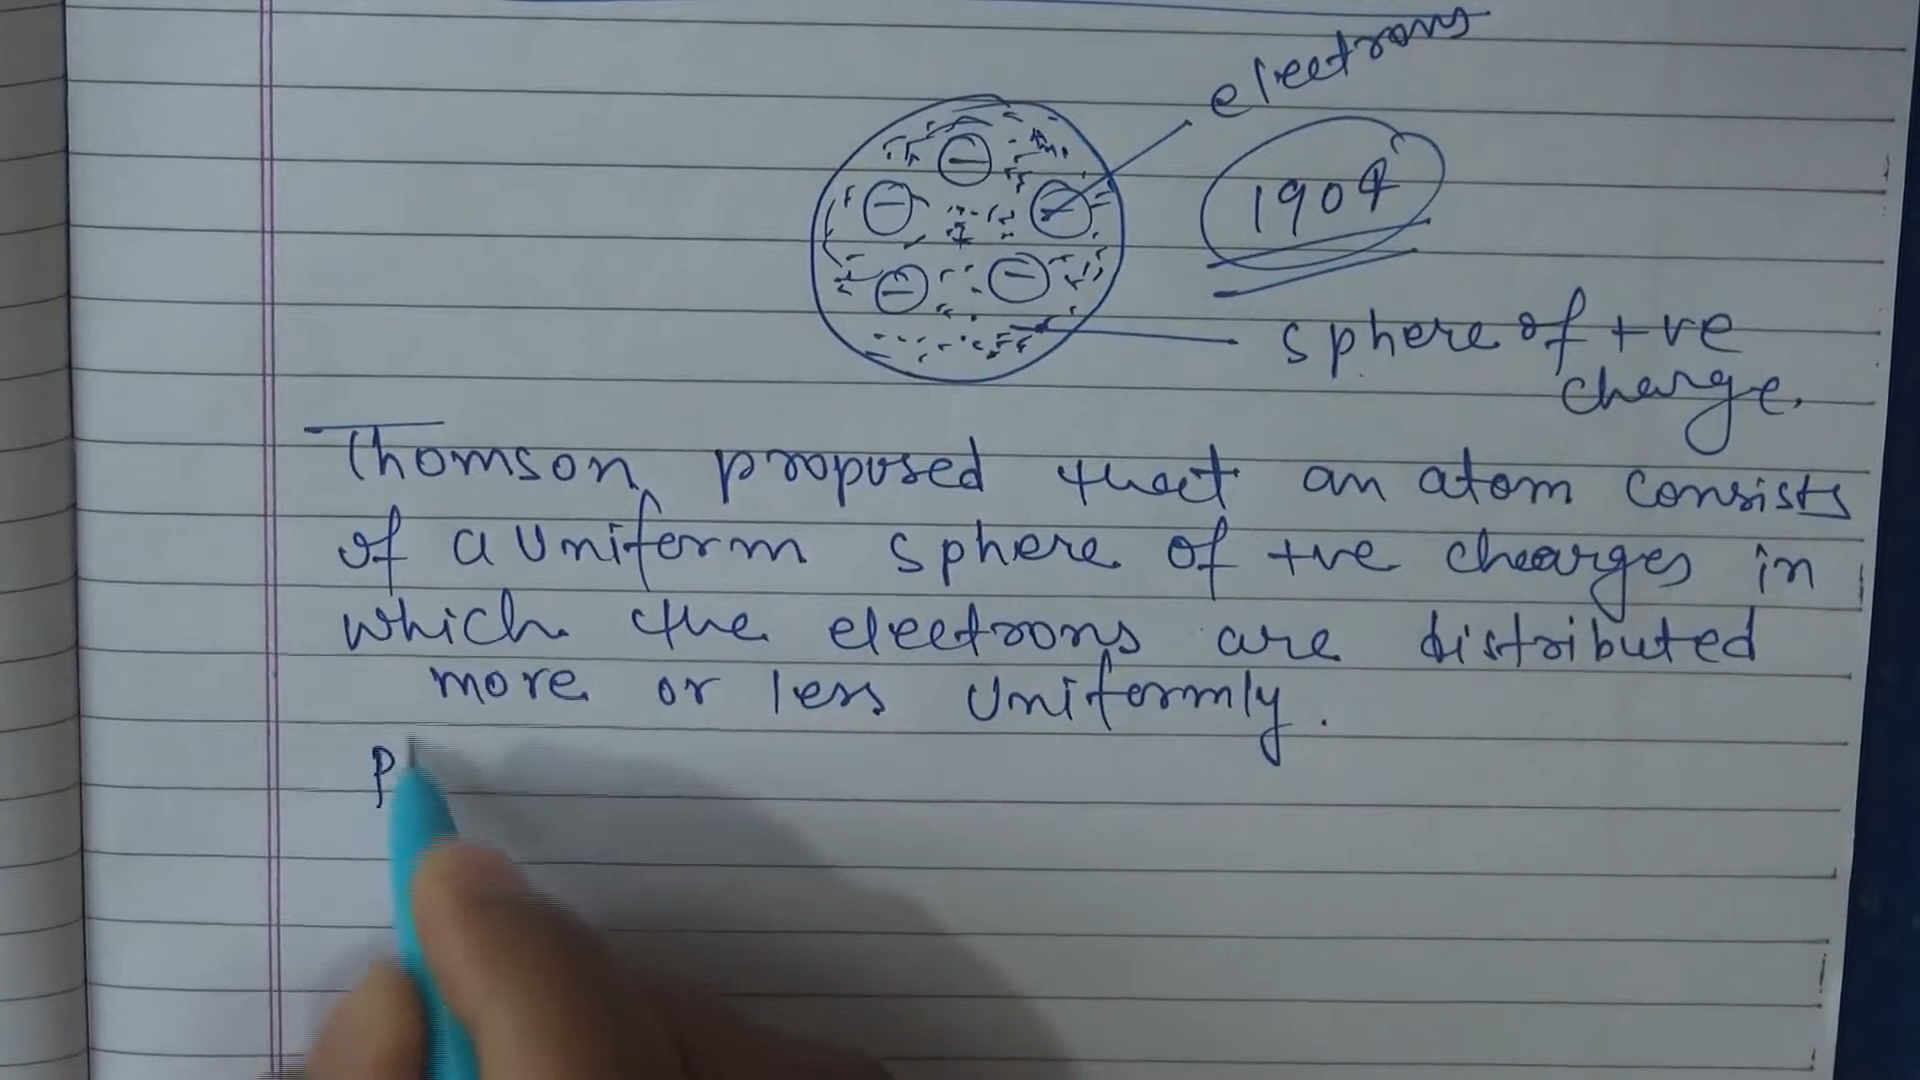 electrons
1904
sphere of +ve
charge.
Thomson proposed that an atom consists
of a uniform sphere of +ve charges in
which the electrons are distributed
more or less uniformly.
P